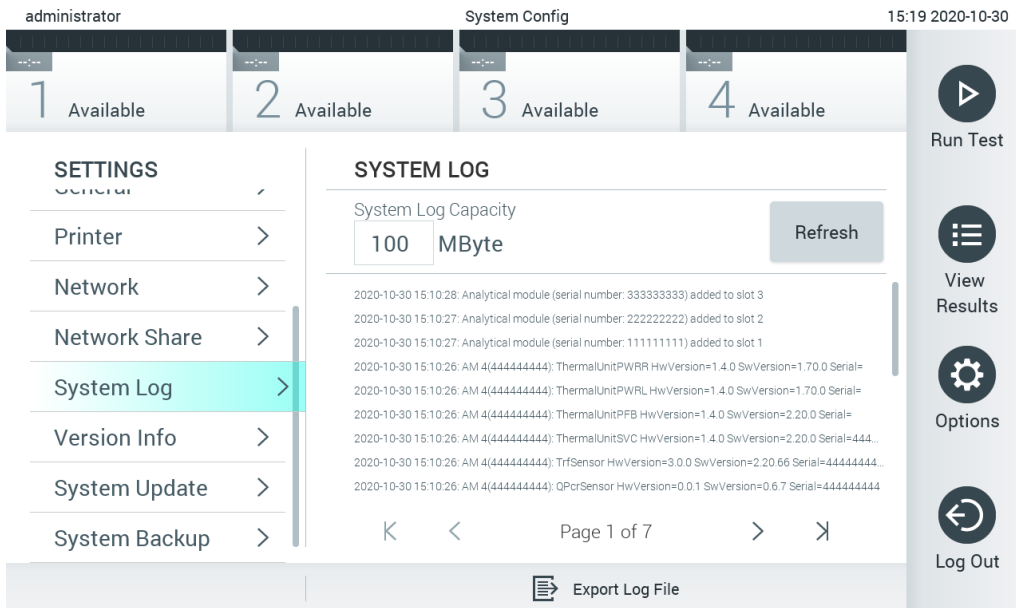 administrator
System Config
15:19 2020-10-30
--:--
--:--
--:--
--:--
1 Available
2 Available
3 Available
4 Available
Run Test
View
Results
Options
Log Out
SETTINGS
General
Printer
Network
Network Share
System Log
Version Info
System Update
System Backup
SYSTEM LOG
System Log Capacity
100 MByte
Refresh
2020-10-30 15:10:28: Analytical module (serial number: 333333333) added to slot 3
2020-10-30 15:10:27: Analytical module (serial number: 222222222) added to slot 2
2020-10-30 15:10:27: Analytical module (serial number: 111111111) added to slot 1
2020-10-30 15:10:26: AM 4(444444444): ThermalUnitPWRR HwVersion=1.4.0 SwVersion=1.70.0 Serial=
2020-10-30 15:10:26: AM 4(444444444): ThermalUnitPWRL HwVersion=1.4.0 SwVersion=1.70.0 Serial=
2020-10-30 15:10:26: AM 4(444444444): ThermalUnitPFB HwVersion=1.4.0 SwVersion=2.20.0 Serial=
2020-10-30 15:10:26: AM 4(444444444): ThermalUnitSVC HwVersion=1.4.0 SwVersion=2.20.0 Serial=444...
2020-10-30 15:10:26: AM 4(444444444): TrfSensor HwVersion=3.0.0 SwVersion=2.20.66 Serial=44444444...
2020-10-30 15:10:26: AM 4(444444444): QPcrSensor HwVersion=0.0.1 SwVersion=0.6.7 Serial=444444444
Page 1 of 7
Export Log File